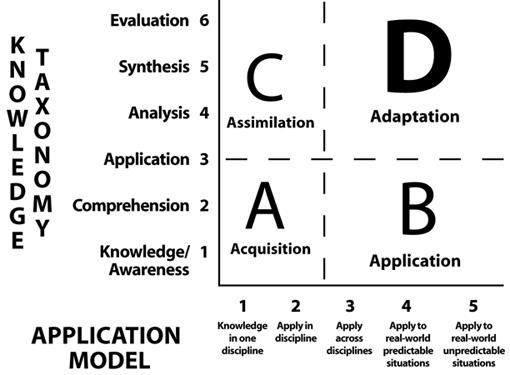 KNOWLEDGE
TAXONOMY
Evaluation 6
Synthesis 5
Analysis 4
Application 3
Comprehension 2
Knowledge/
Awareness 1
C
Assimilation
D
Adaptation
A
Acquisition
B
Application
APPLICATION
MODEL
1
Knowledge
in one
discipline
2
Apply in
discipline
3
Apply
across
disciplines
4
Apply to
real-world
predictable
situations
5
Apply to
real-world
unpredictable
situations